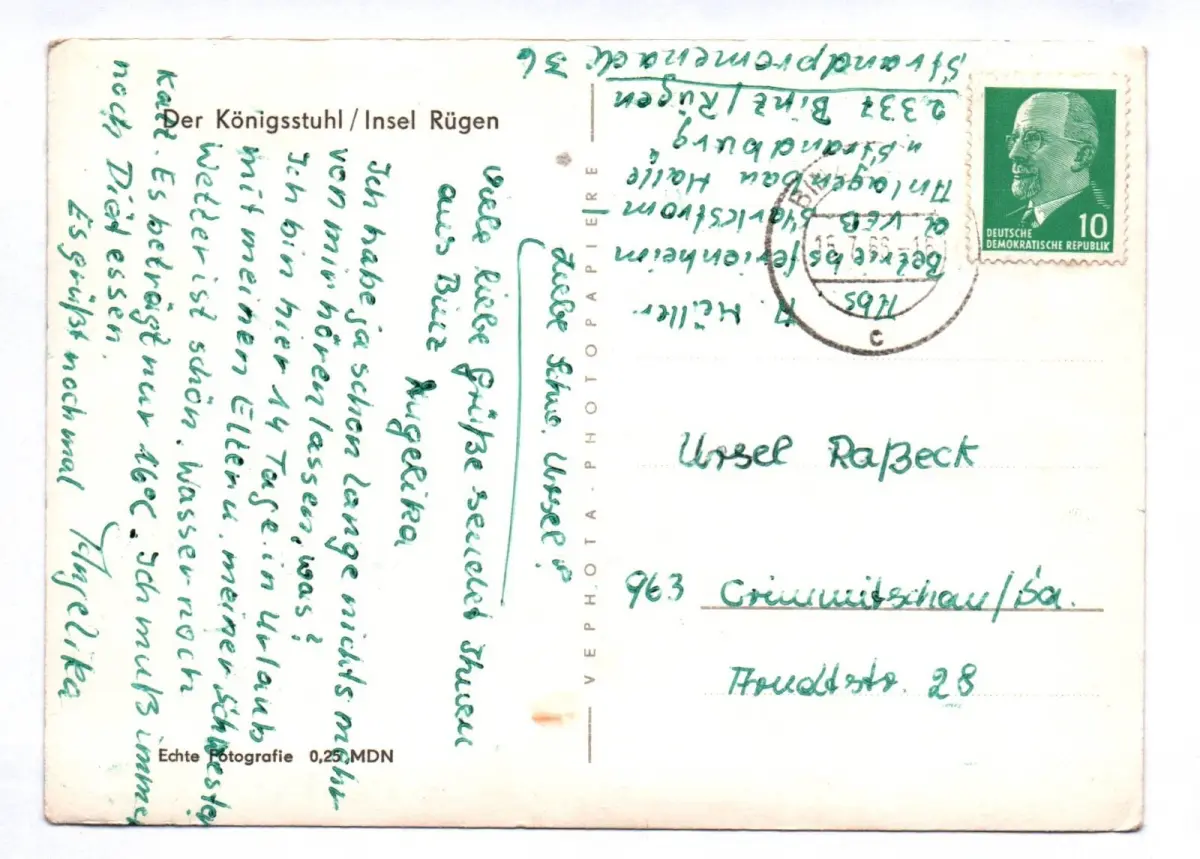 Der Königsstuhl / Insel Rügen
Liebe Schw. Ursel!
Viele liebe Grüße sendet Ihnen
aus Binz Angelika
Ich habe ja schon lange nichts mehr
von mir hören lassen, was?
Ich bin hier 14 Tage in Urlaub
mit meinen Eltern u. meiner Schwester
Wetter ist schön. Wasser noch
kalt. Es beträgt nur 16°C. Ich muß immer
noch Diät essen.
Es grüßt nochmal Angelika
Echte Fotografie 0,25 MDN
VEPHOTA-PHOTOPAPIERE
Abs. A. Müller
Betriebsferienheim
d VEB Starkstrom-
Anlagenbau Halle
"Strandburg
2337 Binz/Rügen
Strandpromenade 36
DEUTSCHE
DEMOKRATISCHE REPUBLIK
10
c
Ursel Raßeck
963 Crimmitschau/Sa.
Arndtstr. 28